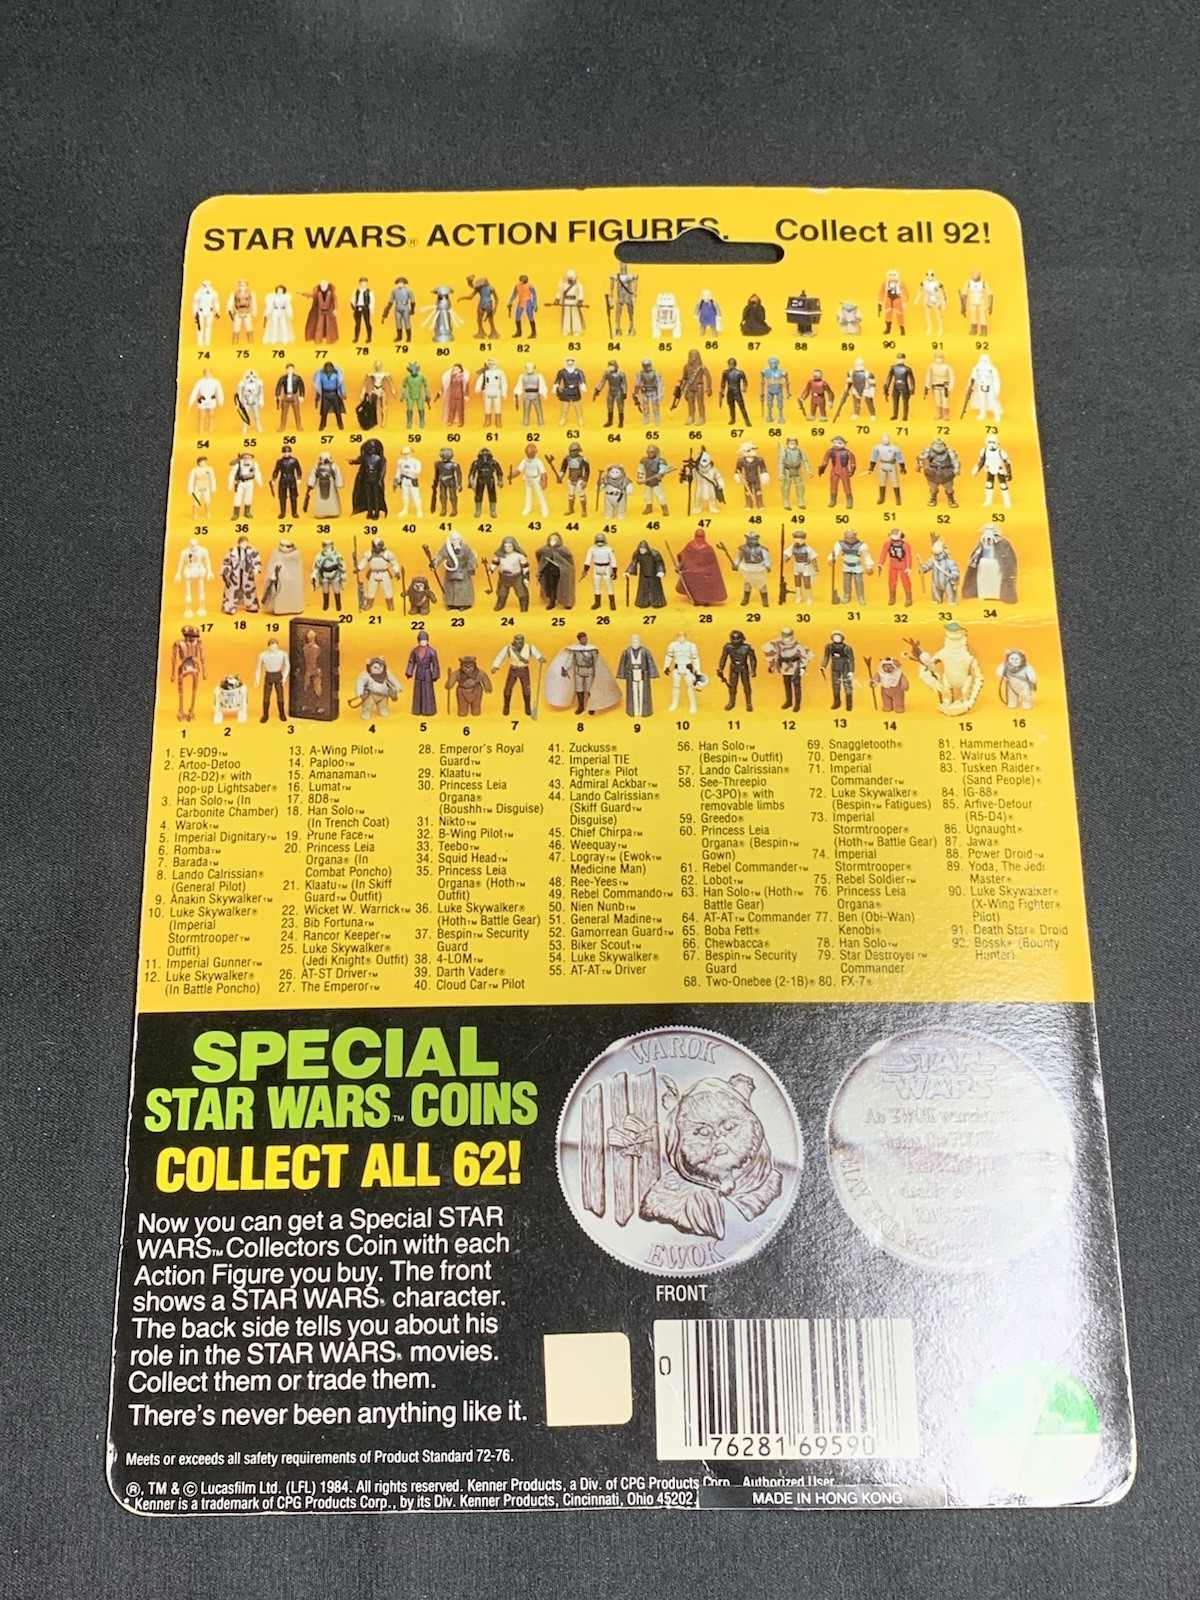 STAR WARS® ACTION FIGURES. Collect all 92!
74 75 76 77 78 79 80 81 82 83 84 85 86 87 88 89 90 91 92
54 55 56 57 58 59 60 61 62 63 64 65 66 67 68 69 70 71 72 73
35 36 37 38 39 40 41 42 43 44 45 46 47 48 49 50 51 52 53
17 18 19 20 21 22 23 24 25 26 27 28 29 30 31 32 33 34
1 2 3 4 5 6 7 8 9 10 11 12 13 14 15 16
1. EV-9D9™
2. Artoo-Detoo
(R2-D2)® with
pop-up Lightsaber®
3. Han Solo™ (In
Carbonite Chamber)
4. Warok™
5. Imperial Dignitary™
6. Romba™
7. Barada™
8. Lando Calrissian®
(General Pilot)
9. Anakin Skywalker™
10. Luke Skywalker®
(Imperial
Stormtrooper™
Outfit)
11. Imperial Gunner™
12. Luke Skywalker®
(In Battle Poncho)
13. A-Wing Pilot™
14. Paploo™
15. Amanaman™
16. Lumat™
17. 8D8™
18. Han Solo™
(In Trench Coat)
19. Prune Face™
20. Princess Leia
Organa® (In
Combat Poncho)
21. Klaatu™ (In Skiff
Guard™ Outfit)
22. Wicket W. Warrick™
23. Bib Fortuna™
24. Rancor Keeper™
25. Luke Skywalker®
(Jedi Knight® Outfit)
26. AT-ST Driver™
27. The Emperor™
28. Emperor's Royal
Guard™
29. Klaatu™
30. Princess Leia
Organa®
(Boushh™ Disguise)
31. Nikto™
32. B-Wing Pilot™
33. Teebo™
34. Squid Head™
35. Princess Leia
Organa® (Hoth™
Outfit)
36. Luke Skywalker®
(Hoth™ Battle Gear)
37. Bespin™ Security
Guard
38. 4-LOM™
39. Darth Vader®
40. Cloud Car™ Pilot
41. Zuckuss®
42. Imperial TIE
Fighter® Pilot
43. Admiral Ackbar™
44. Lando Calrissian®
(Skiff Guard™
Disguise)
45. Chief Chirpa™
46. Weequay™
47. Logray™ (Ewok™
Medicine Man)
48. Ree-Yees™
49. Rebel Commando™
50. Nien Nunb™
51. General Madine™
52. Gamorrean Guard™
53. Biker Scout™
54. Luke Skywalker®
55. AT-AT™ Driver
56. Han Solo™
(Bespin™ Outfit)
57. Lando Calrissian®
58. See-Threepio
(C-3PO)® with
removable limbs
59. Greedo®
60. Princess Leia
Organa® (Bespin™
Gown)
61. Rebel Commander™
62. Lobot™
63. Han Solo™ (Hoth™
Battle Gear)
64. AT-AT™ Commander
65. Boba Fett®
66. Chewbacca®
67. Bespin™ Security
Guard
68. Two-Onebee (2-1B)®
69. Snaggletooth®
70. Dengar®
71. Imperial
Commander™
72. Luke Skywalker®
(Bespin™ Fatigues)
73. Imperial
Stormtrooper®
(Hoth™ Battle Gear)
74. Imperial
Stormtrooper®
75. Rebel Soldier™
76. Princess Leia
Organa®
77. Ben (Obi-Wan)
Kenobi®
78. Han Solo™
79. Star Destroyer™
Commander
80. FX-7®
81. Hammerhead®
82. Walrus Man®
83. Tusken Raider®
(Sand People)®
84. IG-88®
85. Arfive-Defour
(R5-D4)®
86. Ugnaught®
87. Jawa®
88. Power Droid™
89. Yoda, The Jedi
Master®
90. Luke Skywalker®
(X-Wing Fighter®
Pilot)
91. Death Star® Droid
92. Bossk® (Bounty
Hunter)
SPECIAL
STAR WARS™ COINS
COLLECT ALL 62!
Now you can get a Special STAR
WARS™ Collectors Coin with each
Action Figure you buy. The front
shows a STAR WARS® character.
The back side tells you about his
role in the STAR WARS® movies.
Collect them or trade them.
There's never been anything like it.
WAROK
EWOK
FRONT
STAR
WARS
An EWOK
0
76281 69590
Meets or exceeds all safety requirements of Product Standard 72-76.
®, TM & © Lucasfilm Ltd. (LFL) 1984. All rights reserved. Kenner Products, a Div. of CPG Products Corp., Authorized User.
* Kenner is a trademark of CPG Products Corp., by its Div. Kenner Products, Cincinnati, Ohio 45202.
MADE IN HONG KONG